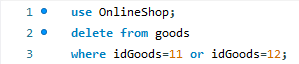 1 use OnlineShop;
2 delete from goods
3 where idGoods=11 or idGoods=12;